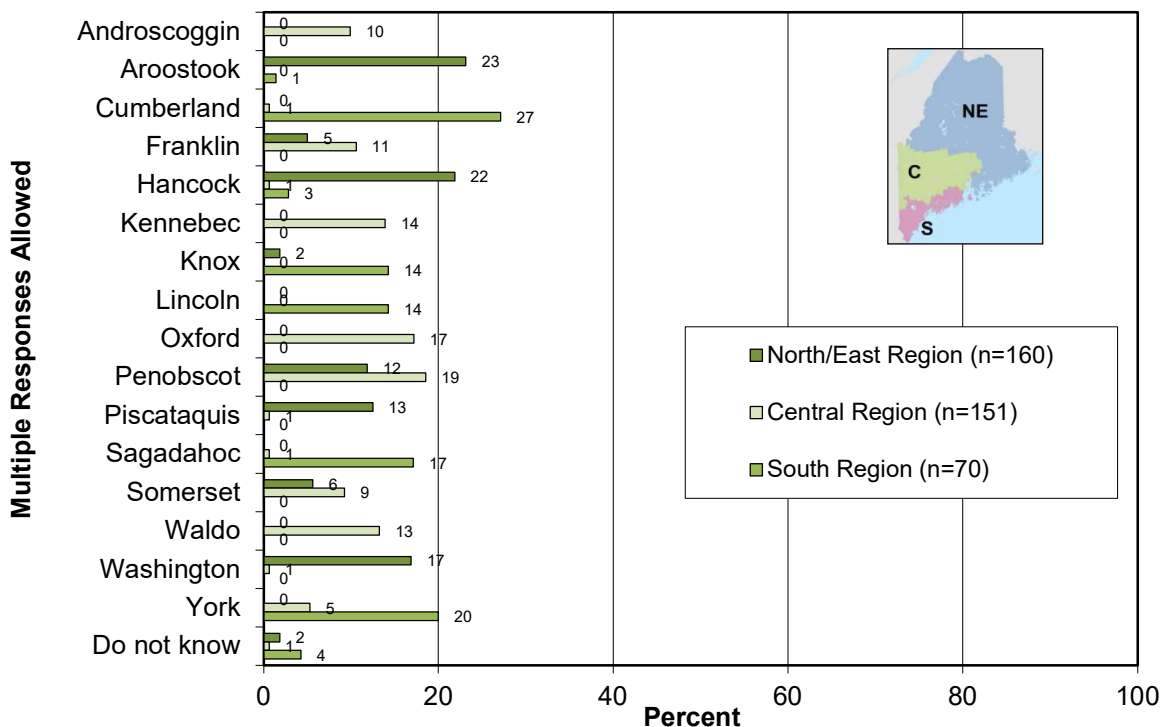 Multiple Responses Allowed
Androscoggin 0 10 0
Aroostook 23 0 1
Cumberland 0 1 27
Franklin 5 11 0
Hancock 22 1 3
Kennebec 0 14 0
Knox 2 0 14
Lincoln 0 0 14
Oxford 0 17 0
Penobscot 12 19 0
Piscataquis 13 1 0
Sagadahoc 0 1 17
Somerset 6 9 0
Waldo 0 13 0
Washington 17 1 0
York 0 5 20
Do not know 2 1 4
0 20 40 60 80 100
Percent
NE
C
S
North/East Region (n=160)
Central Region (n=151)
South Region (n=70)